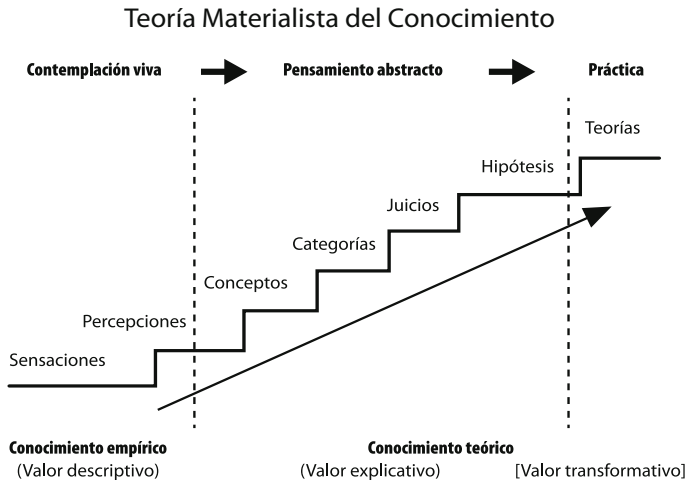 Teoría Materialista del Conocimiento
Contemplación viva
Pensamiento abstracto
Práctica
Teorías
Hipótesis
Juicios
Categorías
Conceptos
Percepciones
Sensaciones
Conocimiento empírico
(Valor descriptivo)
Conocimiento teórico
(Valor explicativo)
[Valor transformativo]